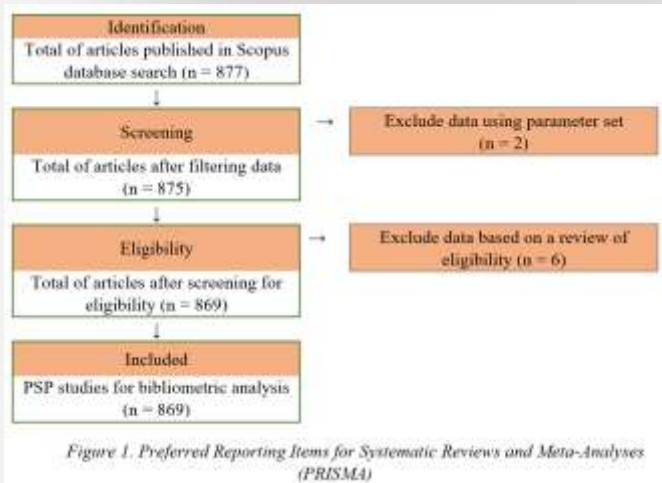 Identification
Total of articles published in Scopus
database search (n = 877)
↓
Screening
→
Exclude data using parameter set
(n = 2)
Total of articles after filtering data
(n = 875)
↓
Eligibility
→
Exclude data based on a review of
eligibility (n = 6)
Total of articles after screening for
eligibility (n = 869)
↓
Included
PSP studies for bibliometric analysis
(n = 869)
Figure 1. Preferred Reporting Items for Systematic Reviews and Meta-Analyses
(PRISMA)